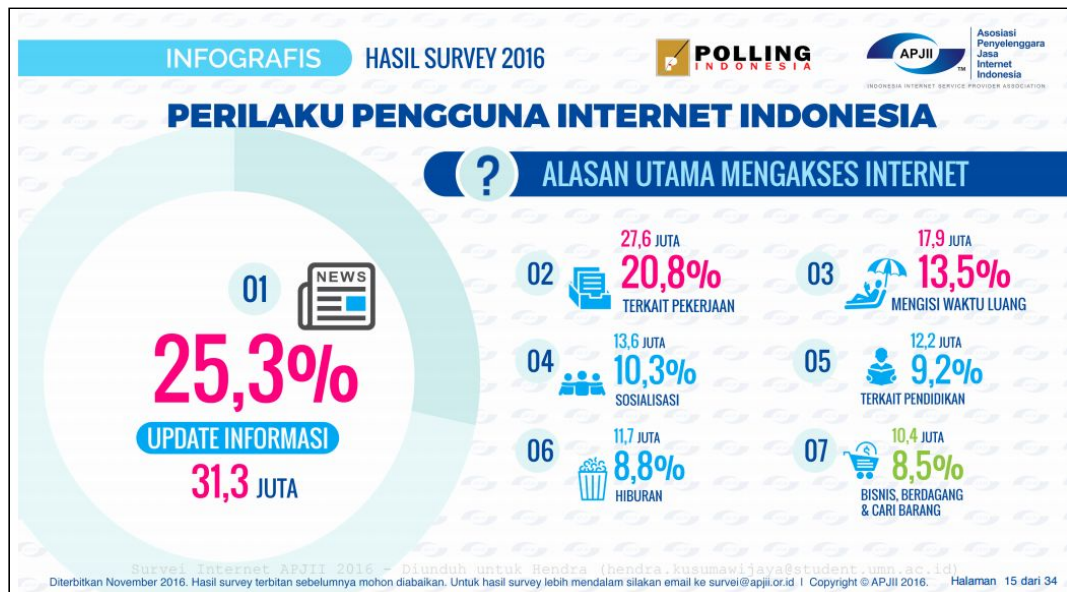 INFOGRAFIS HASIL SURVEY 2016
POLLING
INDONESIA
APJII
TM
Asosiasi
Penyelenggara
Jasa
Internet
Indonesia
INDONESIA INTERNET SERVICE PROVIDER ASSOCIATION
PERILAKU PENGGUNA INTERNET INDONESIA
? ALASAN UTAMA MENGAKSES INTERNET
01
NEWS
25,3%
UPDATE INFORMASI
31,3 JUTA
02
27,6 JUTA
20,8%
TERKAIT PEKERJAAN
03
17,9 JUTA
13,5%
MENGISI WAKTU LUANG
04
13,6 JUTA
10,3%
SOSIALISASI
05
12,2 JUTA
9,2%
TERKAIT PENDIDIKAN
06
11,7 JUTA
8,8%
HIBURAN
07
10,4 JUTA
8,5%
BISNIS, BERDAGANG
& CARI BARANG
Survei Internet APJII 2016 - Diunduh untuk Hendra (hendra.kusumawijaya@student.umn.ac.id)
Diterbitkan November 2016. Hasil survey terbitan sebelumnya mohon diabaikan. Untuk hasil survey lebih mendalam silakan email ke survei@apjii.or.id I Copyright © APJII 2016. Halaman 15 dari 34